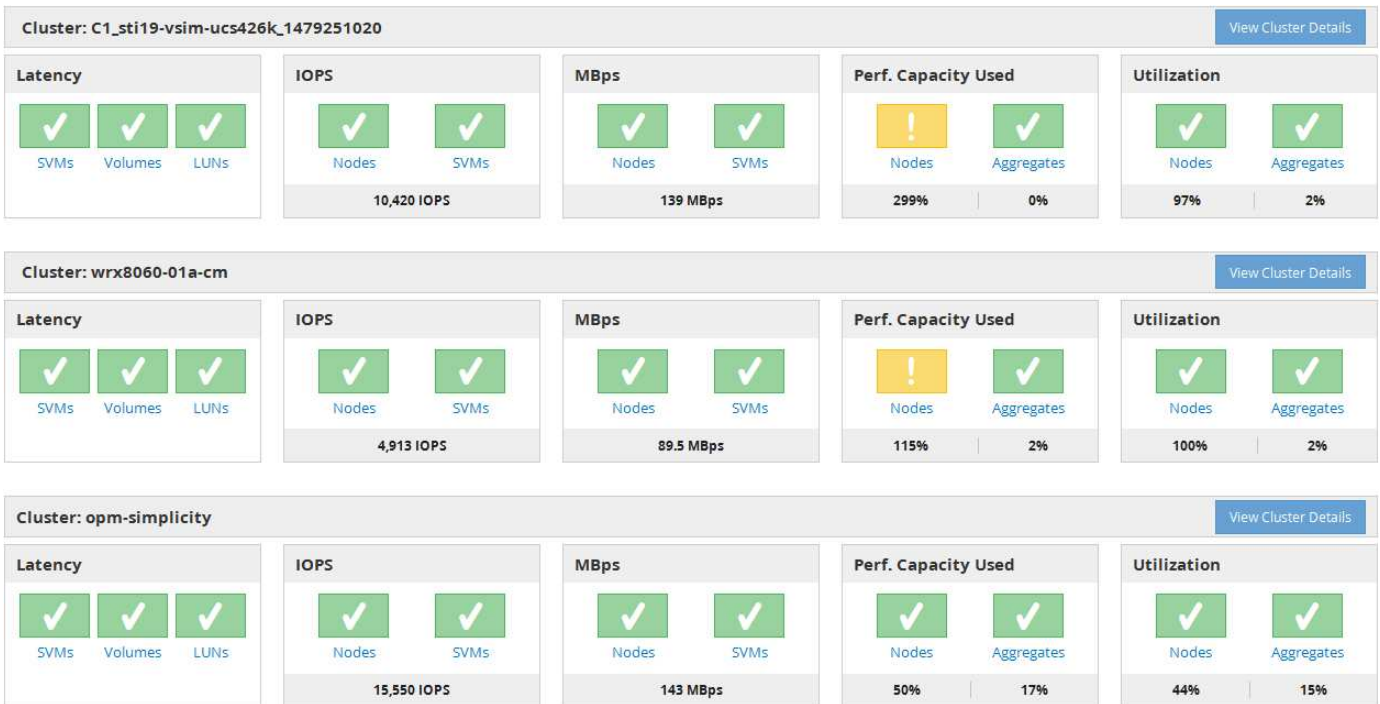 Cluster: C1_sti19-vsim-ucs426k_1479251020 View Cluster Details
Latency IOPS MBps Perf. Capacity Used Utilization
! 
SVMs Volumes LUNs Nodes SVMs Nodes SVMs Nodes Aggregates Nodes Aggregates
10,420 IOPS 139 MBps 299% 0% 97% 2%
Cluster: wrx8060-01a-cm View Cluster Details
Latency IOPS MBps Perf. Capacity Used Utilization
!
SVMs Volumes LUNs Nodes SVMs Nodes SVMs Nodes Aggregates Nodes Aggregates
4,913 IOPS 89.5 MBps 115% 2% 100% 2%
Cluster: opm-simplicity View Cluster Details
Latency IOPS MBps Perf. Capacity Used Utilization
SVMs Volumes LUNs Nodes SVMs Nodes SVMs Nodes Aggregates Nodes Aggregates
15,550 IOPS 143 MBps 50% 17% 44% 15%